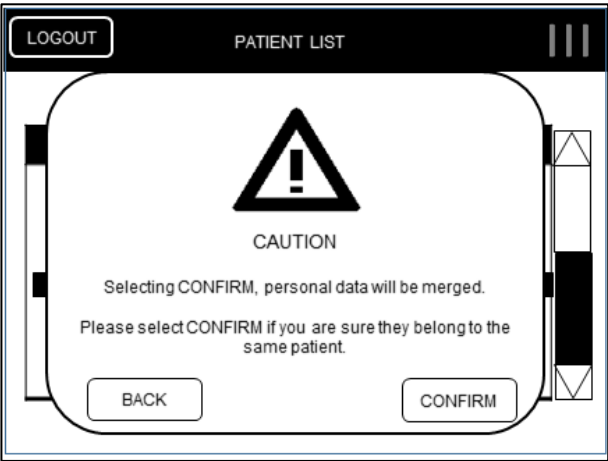 LOGOUT
PATIENT LIST
CAUTION
Selecting CONFIRM, personal data will be merged.
Please select CONFIRM if you are sure they belong to the
same patient.
BACK
CONFIRM